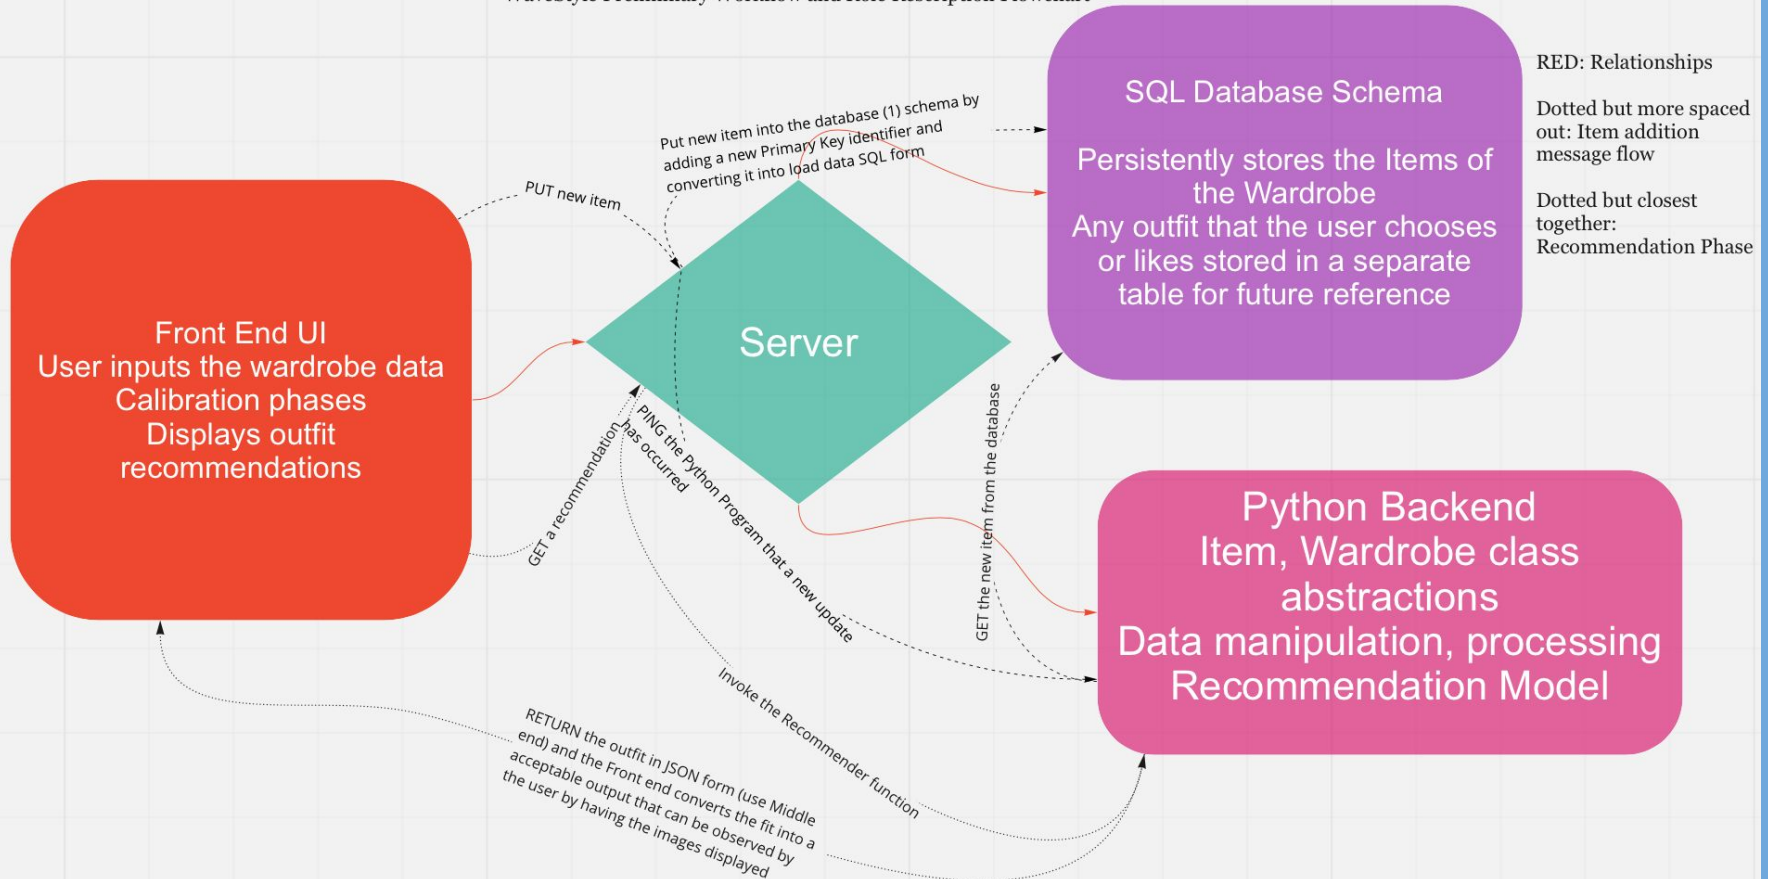 WaveStyle Preliminary Workflow and Role Description Flowchart
SQL Database Schema
Persistently stores the Items of
the Wardrobe
Any outfit that the user chooses
or likes stored in a separate
table for future reference
RED: Relationships
Dotted but more spaced
out: Item addition
message flow
Dotted but closest
together:
Recommendation Phase
Put new item into the database (1) schema by
adding a new Primary Key identifier and
converting it into load data SQL form
PUT new item
Front End UI
User inputs the wardrobe data
Calibration phases
Displays outfit
recommendations
Server
GET a recommendation
PING the Python Program that a new update
has occurred
GET the new item from the database
Python Backend
Item, Wardrobe class
abstractions
Data manipulation, processing
Recommendation Model
Invoke the Recommender function
RETURN the outfit in JSON form (use Middle
end) and the Front end converts the fit into a
acceptable output that can be observed by
the user by having the images displayed